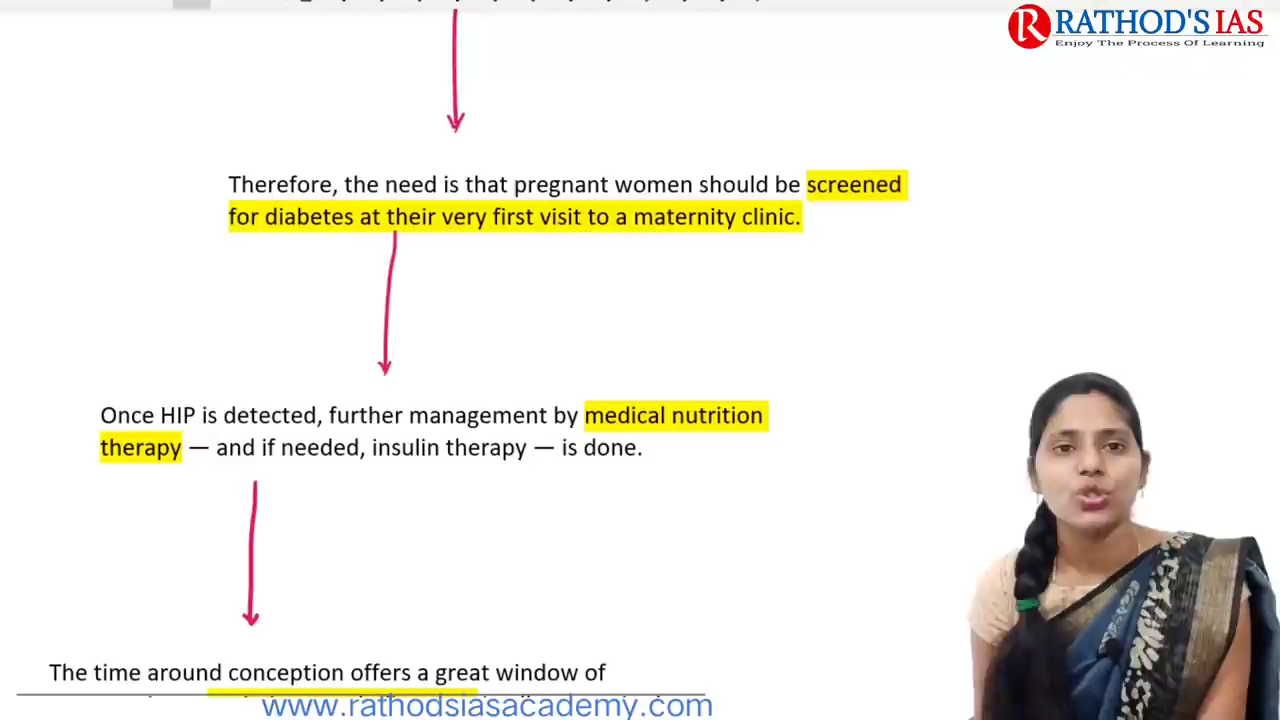 RATHOD'S IAS
Enjoy The Process Of Learning
Therefore, the need is that pregnant women should be screened
for diabetes at their very first visit to a maternity clinic.
Once HIP is detected, further management by medical nutrition
therapy — and if needed, insulin therapy — is done.
The time around conception offers a great window of
www.rathodsiasacademy.com